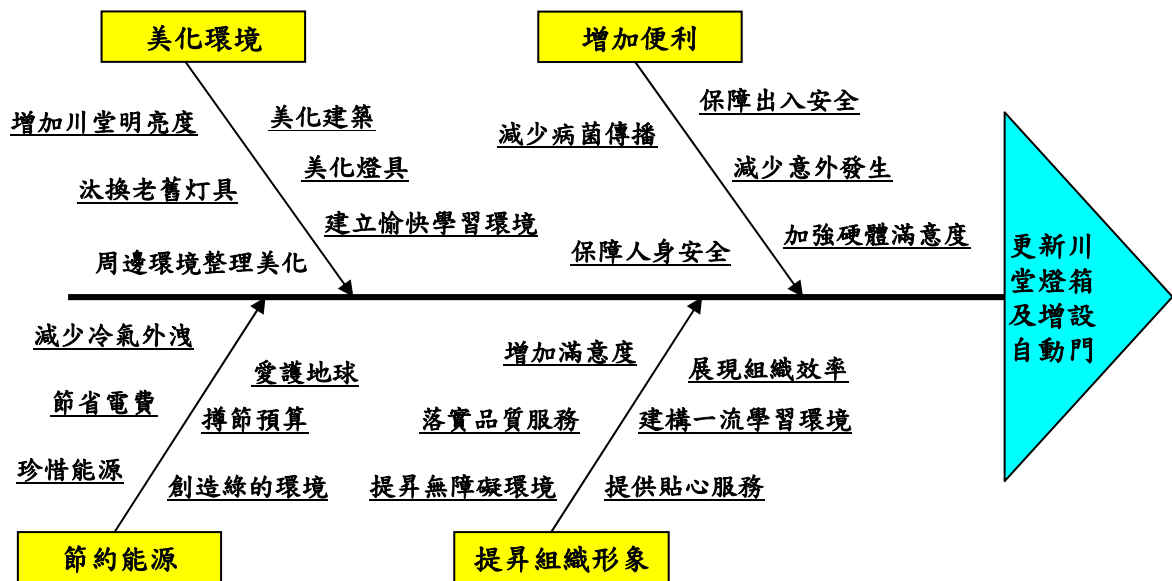 美化環境
增加便利
增加川堂明亮度
美化建築
汰換老舊灯具
美化燈具
建立愉快學習環境
周邊環境整理美化
保障出入安全
減少病菌傳播
減少意外發生
保障人身安全
加強硬體滿意度
更新川
堂燈箱
及增設
自動門
減少冷氣外洩
愛護地球
節省電費
撙節預算
珍惜能源
創造綠的環境
增加滿意度
展現組織效率
落實品質服務
建構一流學習環境
提昇無障礙環境
提供貼心服務
節約能源
提昇組織形象